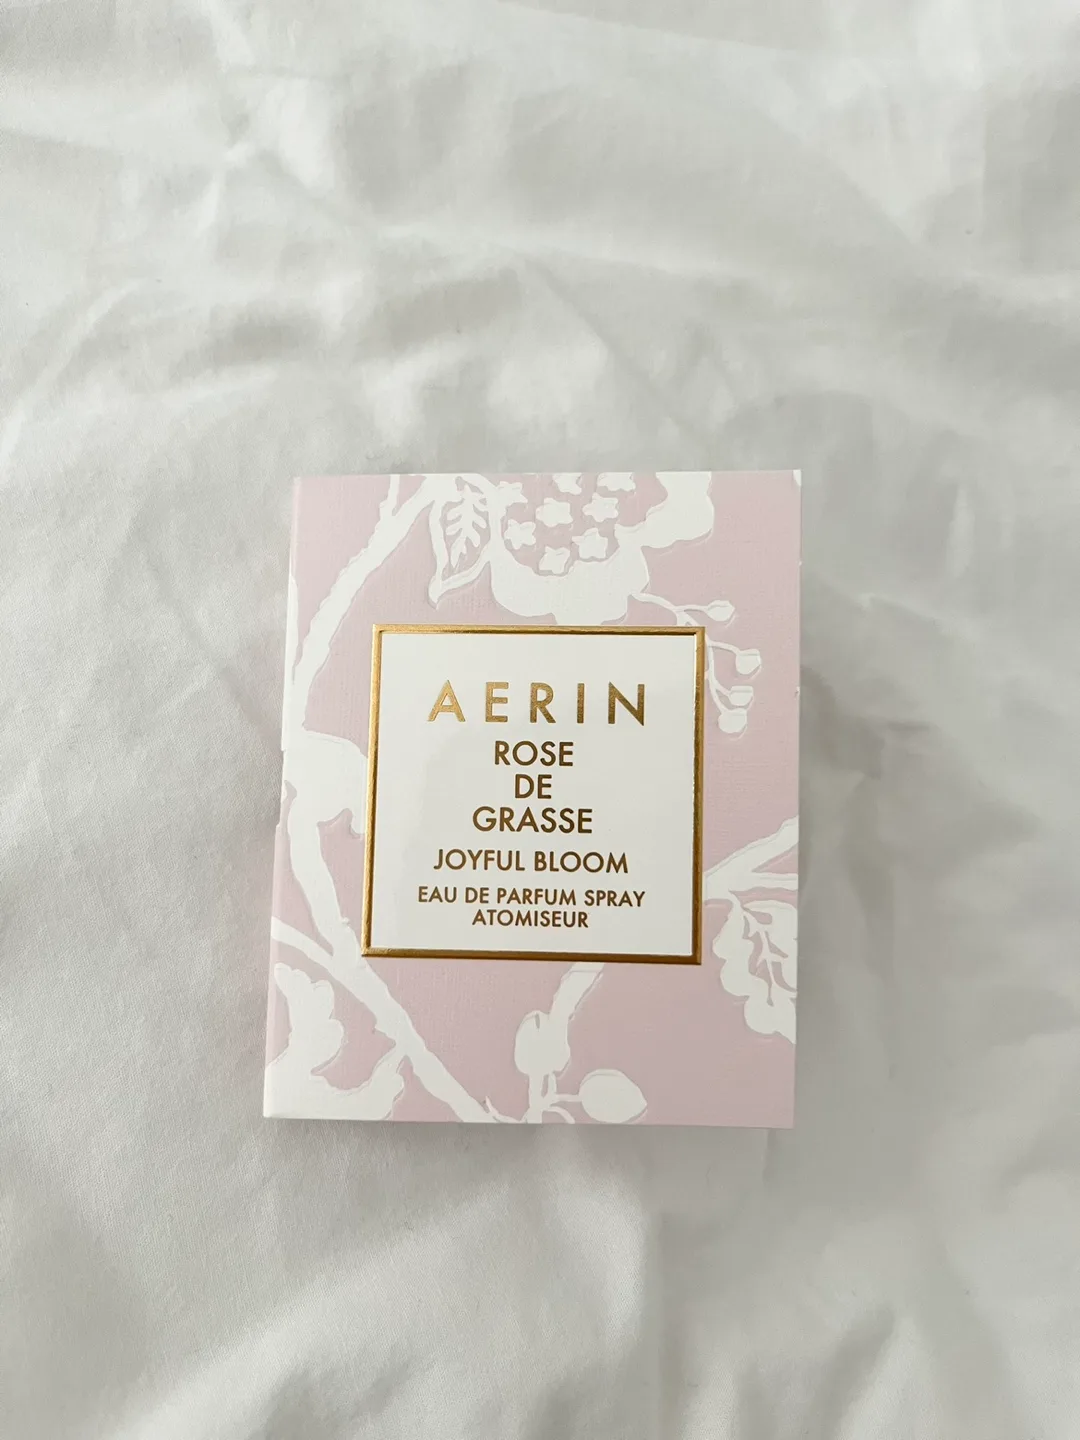 AERIN
ROSE
DE
GRASSE
JOYFUL BLOOM
EAU DE PARFUM SPRAY
ATOMISEUR